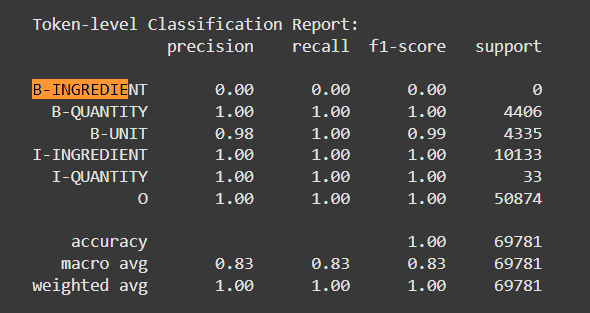 Token-level Classification Report:
precision recall f1-score support
B-INGREDIENT 0.00 0.00 0.00 0
B-QUANTITY 1.00 1.00 1.00 4406
B-UNIT 0.98 1.00 0.99 4335
I-INGREDIENT 1.00 1.00 1.00 10133
I-QUANTITY 1.00 1.00 1.00 33
O 1.00 1.00 1.00 50874
accuracy 1.00 69781
macro avg 0.83 0.83 0.83 69781
weighted avg 1.00 1.00 1.00 69781